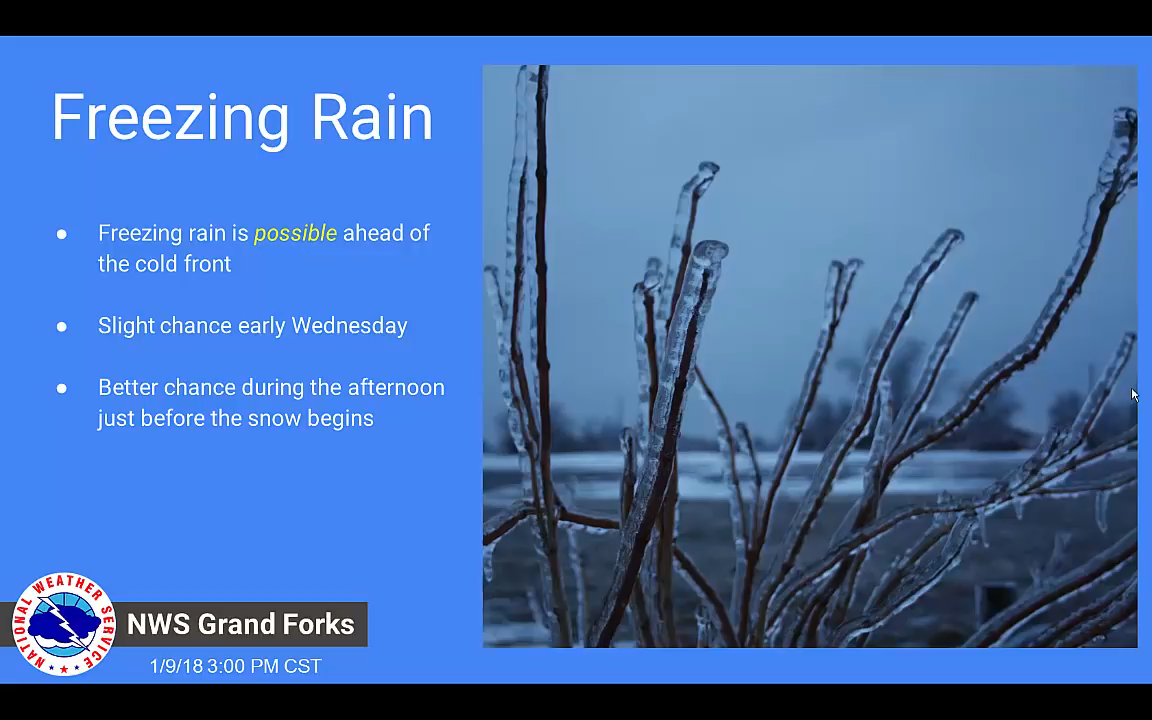 Freezing Rain
● Freezing rain is possible ahead of
the cold front
● Slight chance early Wednesday
● Better chance during the afternoon
just before the snow begins
NATIONAL WEATHER SERVICE
NWS Grand Forks
1/9/18 3:00 PM CST